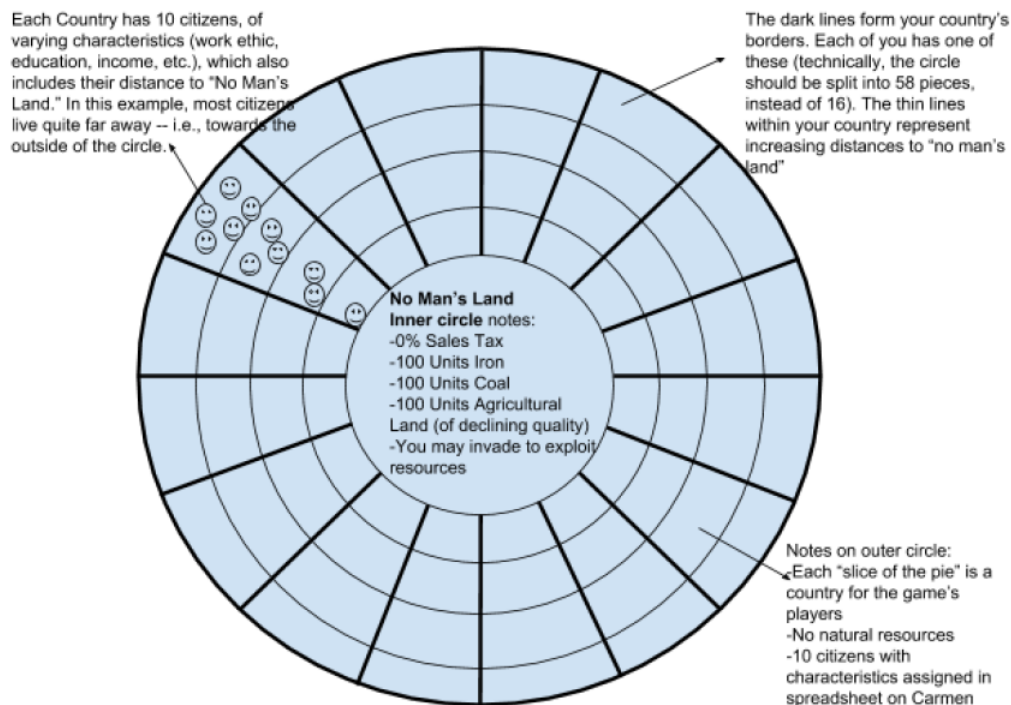 Each Country has 10 citizens, of
varying characteristics (work ethic,
education, income, etc.), which also
includes their distance to “No Man’s
Land.” In this example, most citizens
live quite far away -- i.e., towards the
outside of the circle.
The dark lines form your country’s
borders. Each of you has one of
these (technically, the circle
should be split into 58 pieces,
instead of 16). The thin lines
within your country represent
increasing distances to “no man’s
land”
No Man’s Land
Inner circle notes:
-0% Sales Tax
-100 Units Iron
-100 Units Coal
-100 Units Agricultural
Land (of declining quality)
-You may invade to exploit
resources
Notes on outer circle:
-Each “slice of the pie” is a
country for the game’s
players
-No natural resources
-10 citizens with
characteristics assigned in
spreadsheet on Carmen